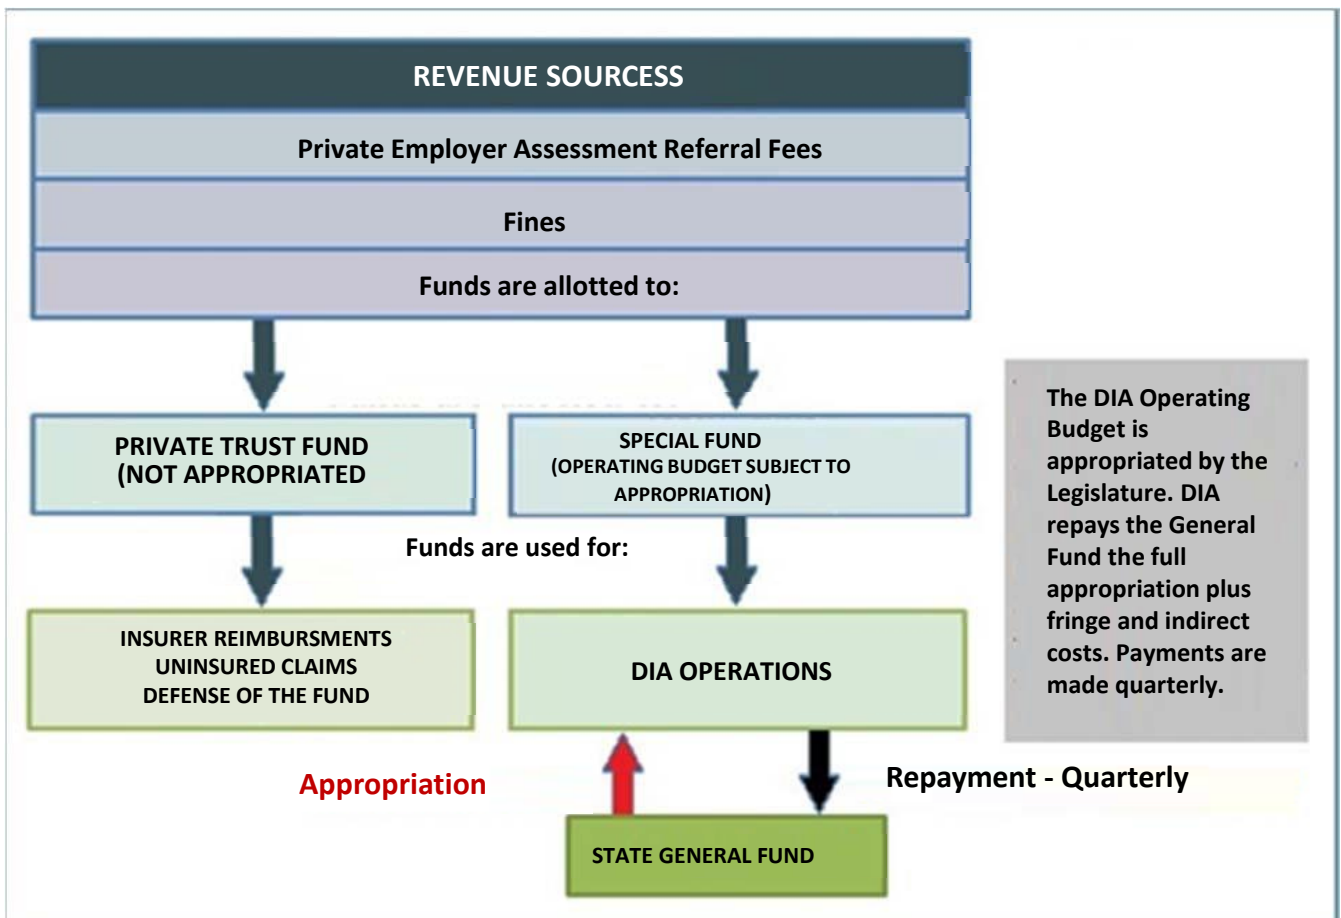 REVENUE SOURCESS
Private Employer Assessment Referral Fees
Fines
Funds are allotted to:
PRIVATE TRUST FUND
(NOT APPROPRIATED
SPECIAL FUND
(OPERATING BUDGET SUBJECT TO
APPROPRIATION)
Funds are used for:
INSURER REIMBURSMENTS
UNINSURED CLAIMS
DEFENSE OF THE FUND
DIA OPERATIONS
Appropriation
Repayment - Quarterly
STATE GENERAL FUND
The DIA Operating
Budget is
appropriated by the
Legislature. DIA
repays the General
Fund the full
appropriation plus
fringe and indirect
costs. Payments are
made quarterly.